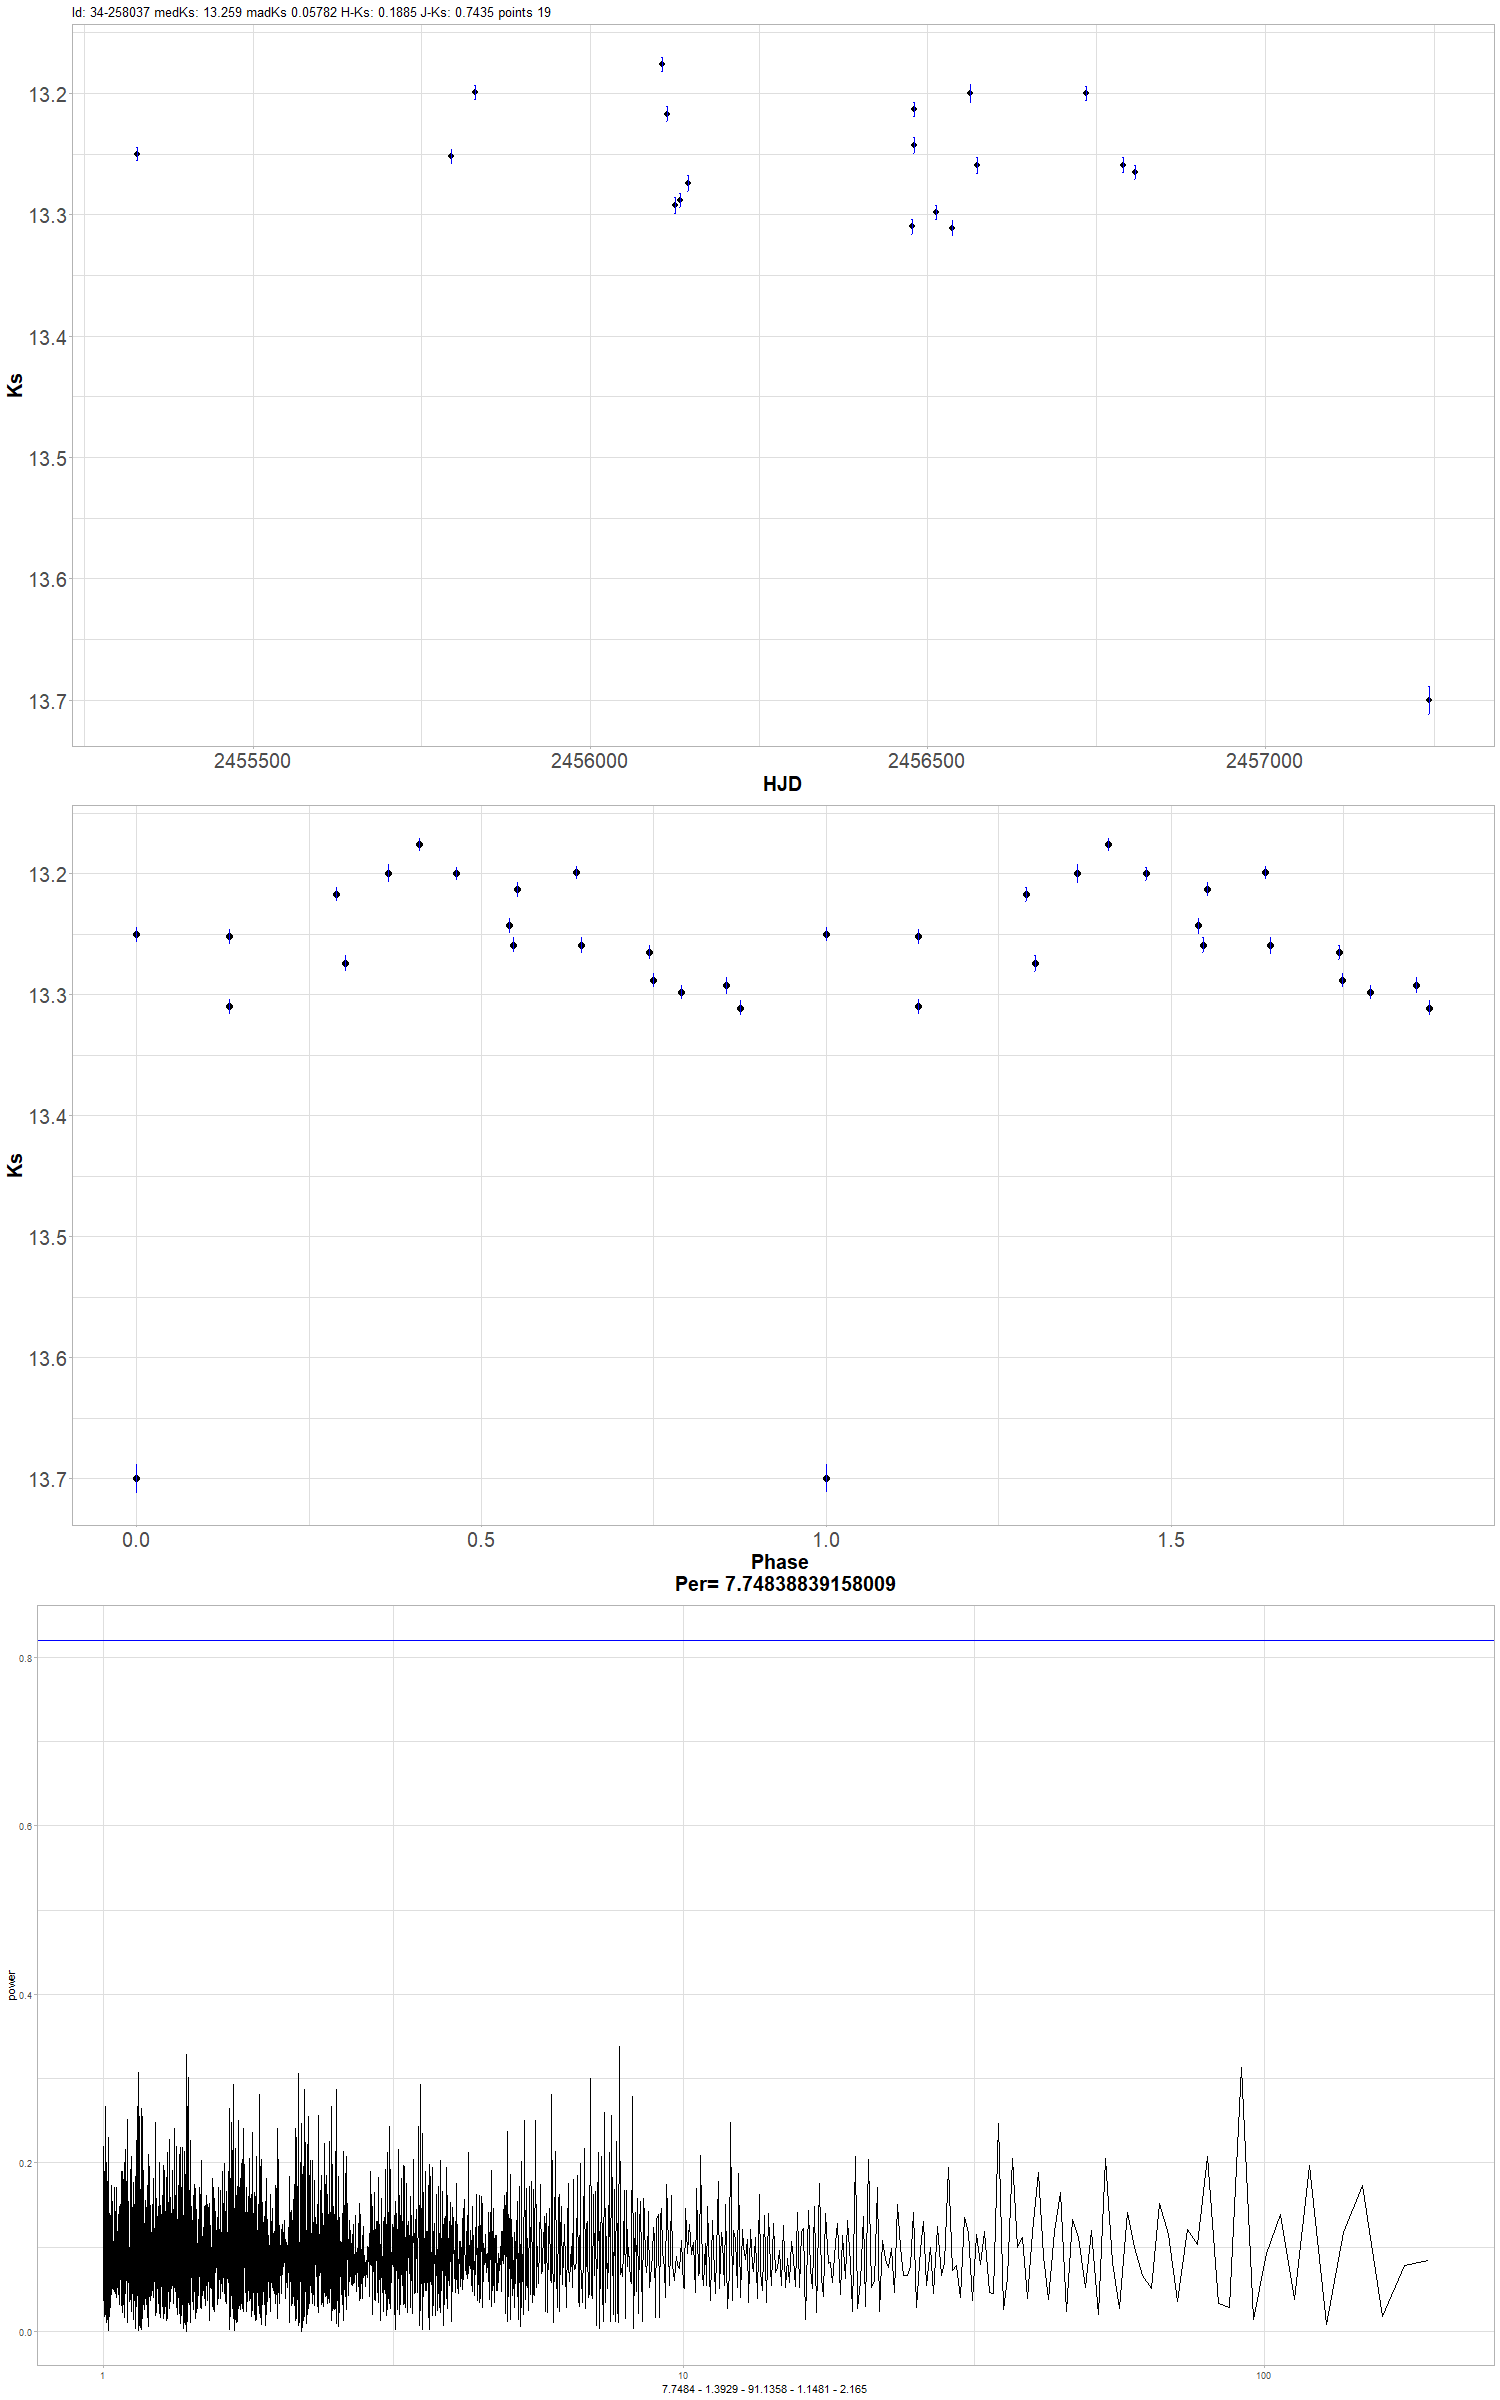 Id: 34-258037 medKs: 13.259 madKs 0.05782 H-Ks: 0.1885 J-Ks: 0.7435 points 19
13.2
13.3
13.4
13.5
13.6
13.7
Ks
2455500 2456000 2456500 2457000
HJD
13.2
13.3
13.4
13.5
13.6
13.7
Ks
0.0 0.5 1.0 1.5
Phase
Per= 7.74838839158009
0.8
0.6
0.4
0.2
0.0
power
1 10 100
7.7484 - 1.3929 - 91.1358 - 1.1481 - 2.165